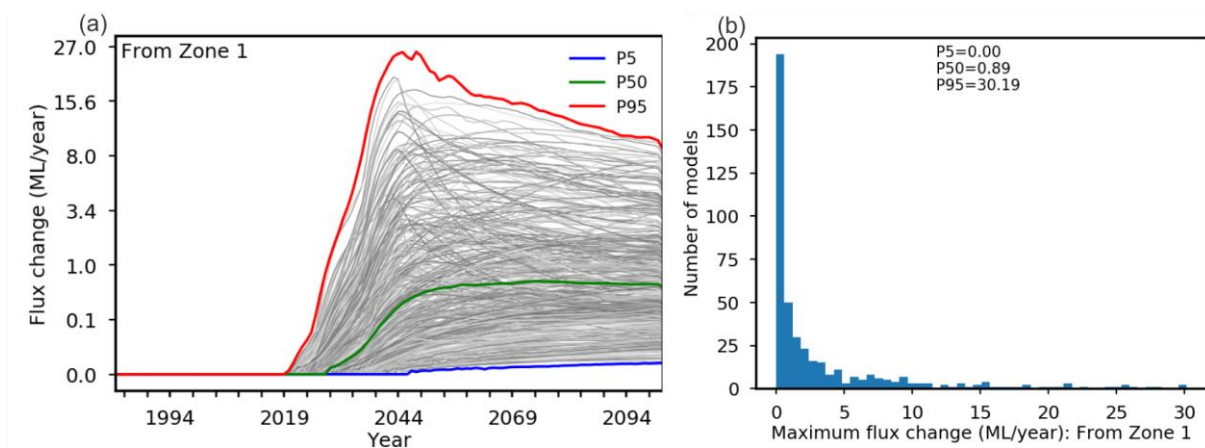 (a)
From Zone 1
P5
P50
P95
27.0
15.6
8.0
3.4
1.0
0.1
0.0
Flux change (ML/year)
1994
2019
2044
2069
2094
Year
(b)
P5=0.00
P50=0.89
P95=30.19
200
175
150
125
100
75
50
25
0
Number of models
0
5
10
15
20
25
30
Maximum flux change (ML/year): From Zone 1